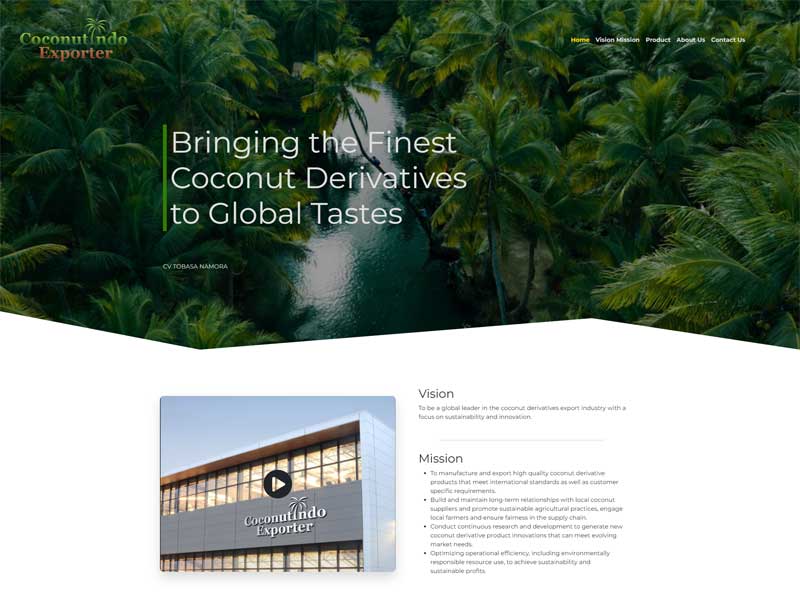 Coconut Indo
Exporter
Home Vision Mission Product About Us Contact Us
Bringing the Finest
Coconut Derivatives
to Global Tastes
CV TOBASA NAMORA
Coconut Indo
Exporter
Vision
To be a global leader in the coconut derivatives export industry with a
focus on sustainability and innovation.
Mission
• To manufacture and export high quality coconut derivative
products that meet international standards as well as customer
specific requirements.
• Build and maintain long-term relationships with local coconut
suppliers and promote sustainable agricultural practices, engage
local farmers and ensure fairness in the supply chain.
• Conduct continuous research and development to generate new
coconut derivative product innovations that can meet evolving
market needs.
• Optimizing operational efficiency, including environmentally
responsible resource use, to achieve sustainability and
sustainable profits.